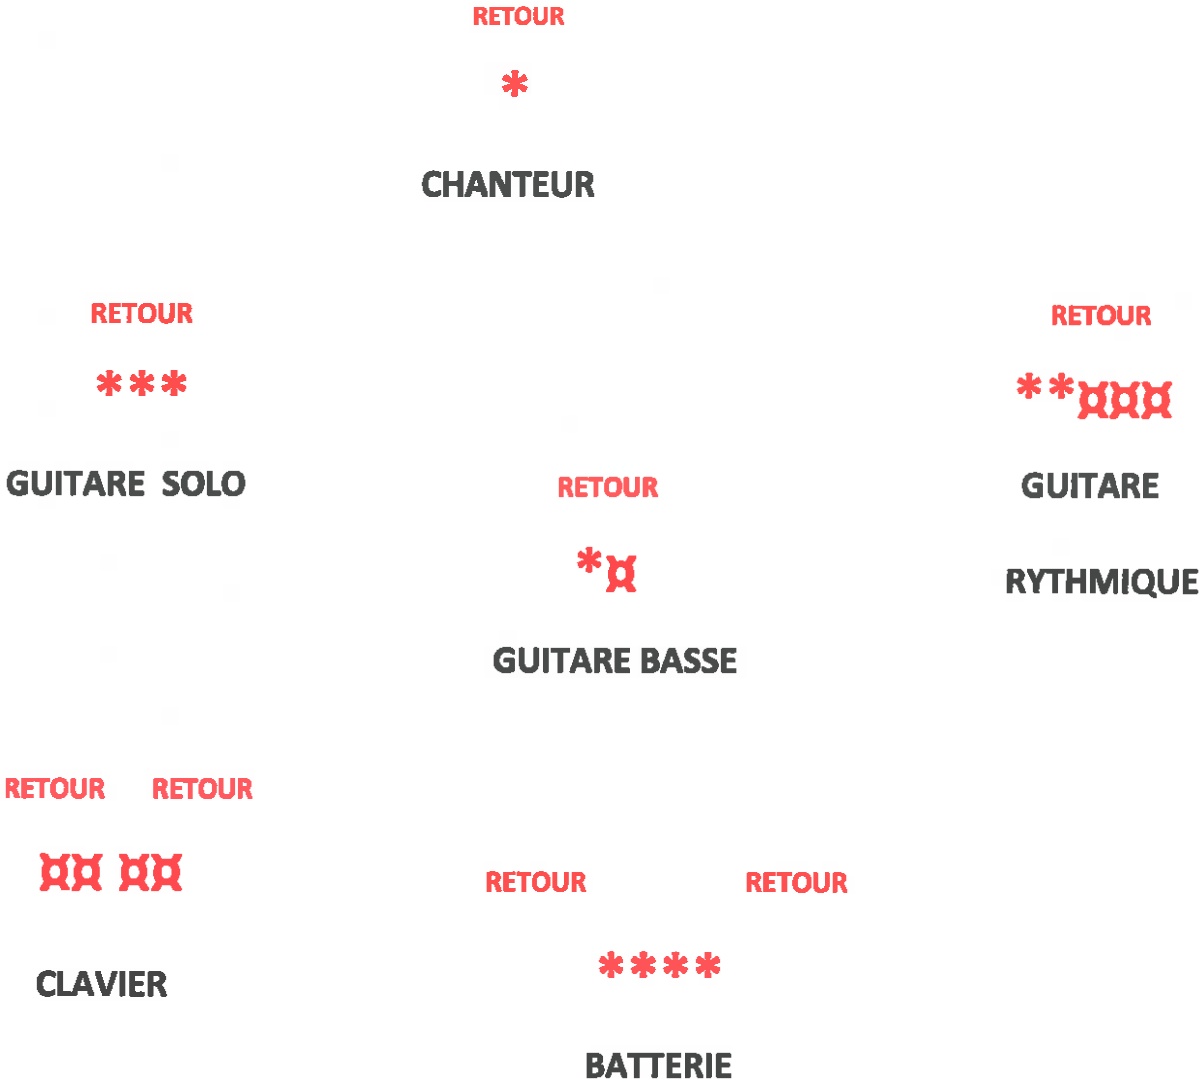 RETOUR
*
CHANTEUR
RETOUR
***
GUITARE SOLO
RETOUR
**¤¤¤
GUITARE
RYTHMIQUE
RETOUR
*¤
GUITARE BASSE
RETOUR RETOUR
¤¤ ¤¤
CLAVIER
RETOUR RETOUR
****
BATTERIE